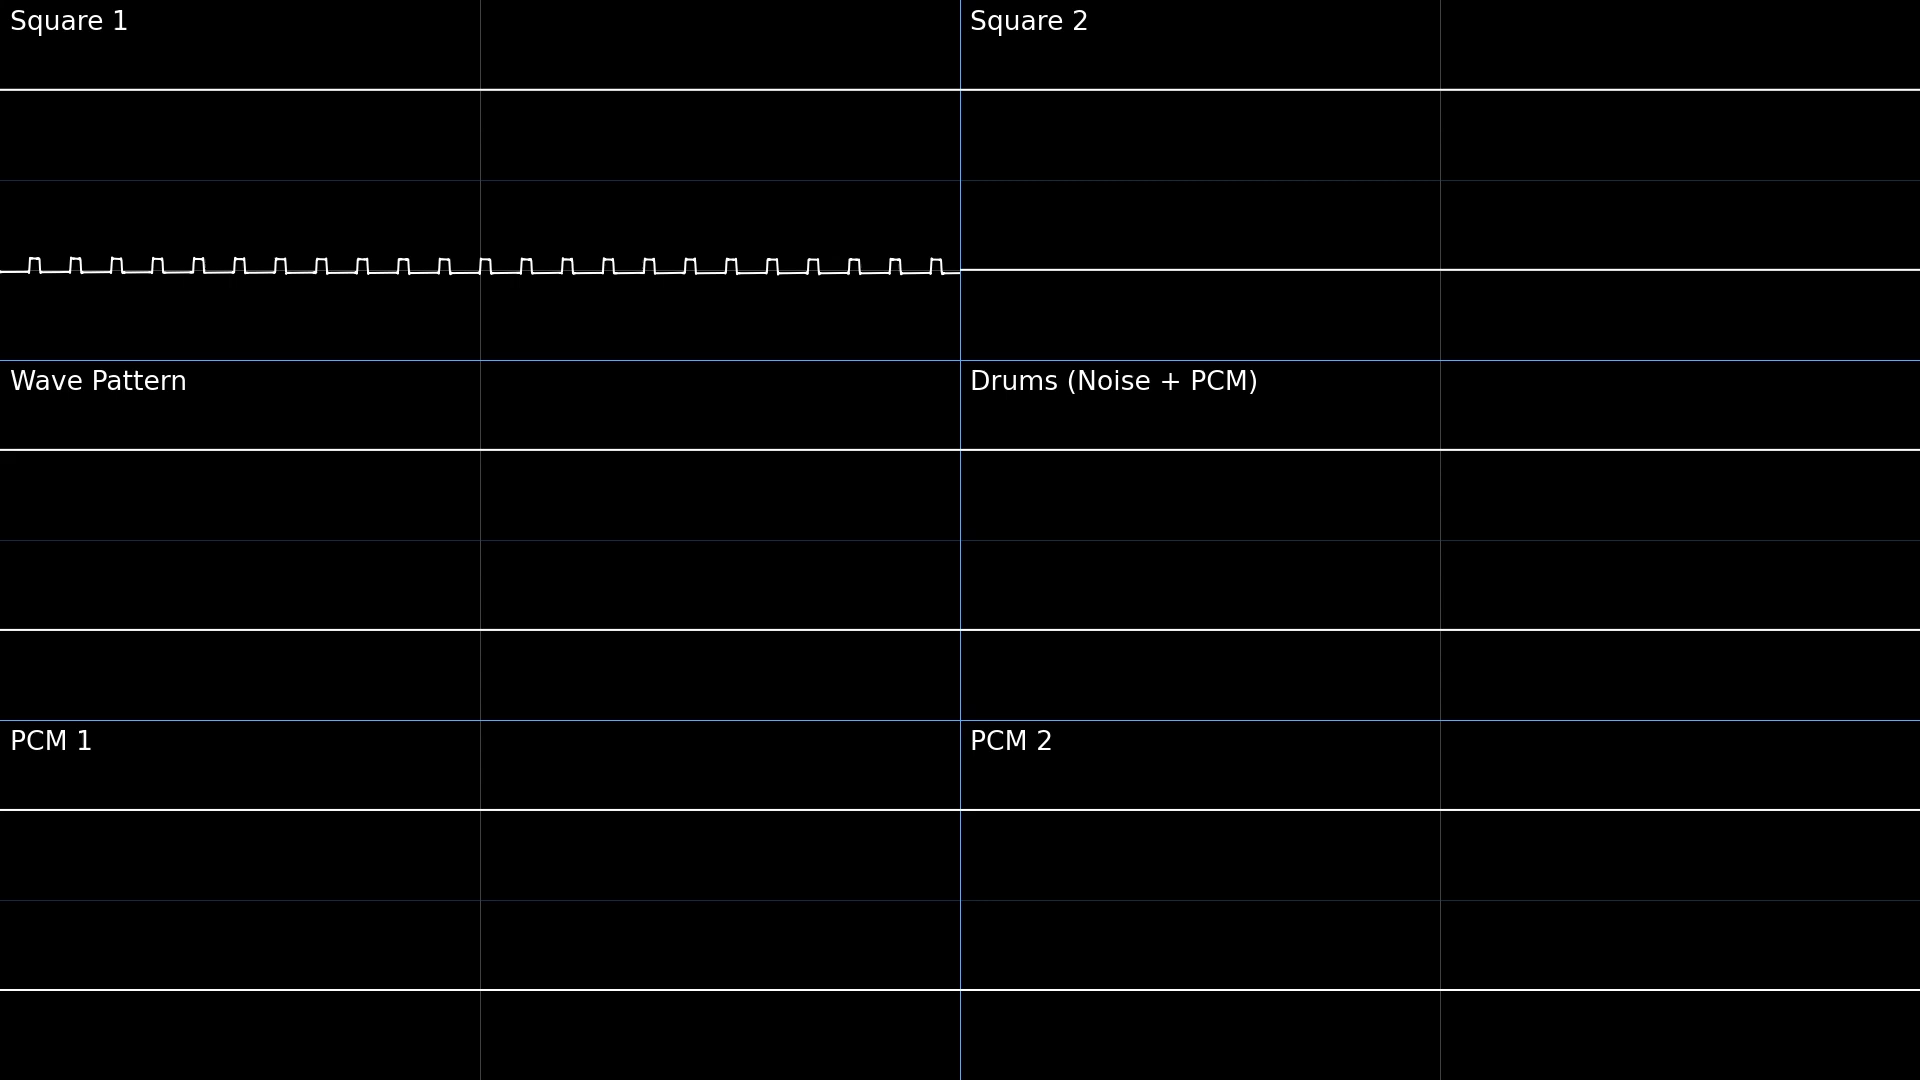 Square 1
Square 2
Wave Pattern
Drums (Noise + PCM)
PCM 1
PCM 2